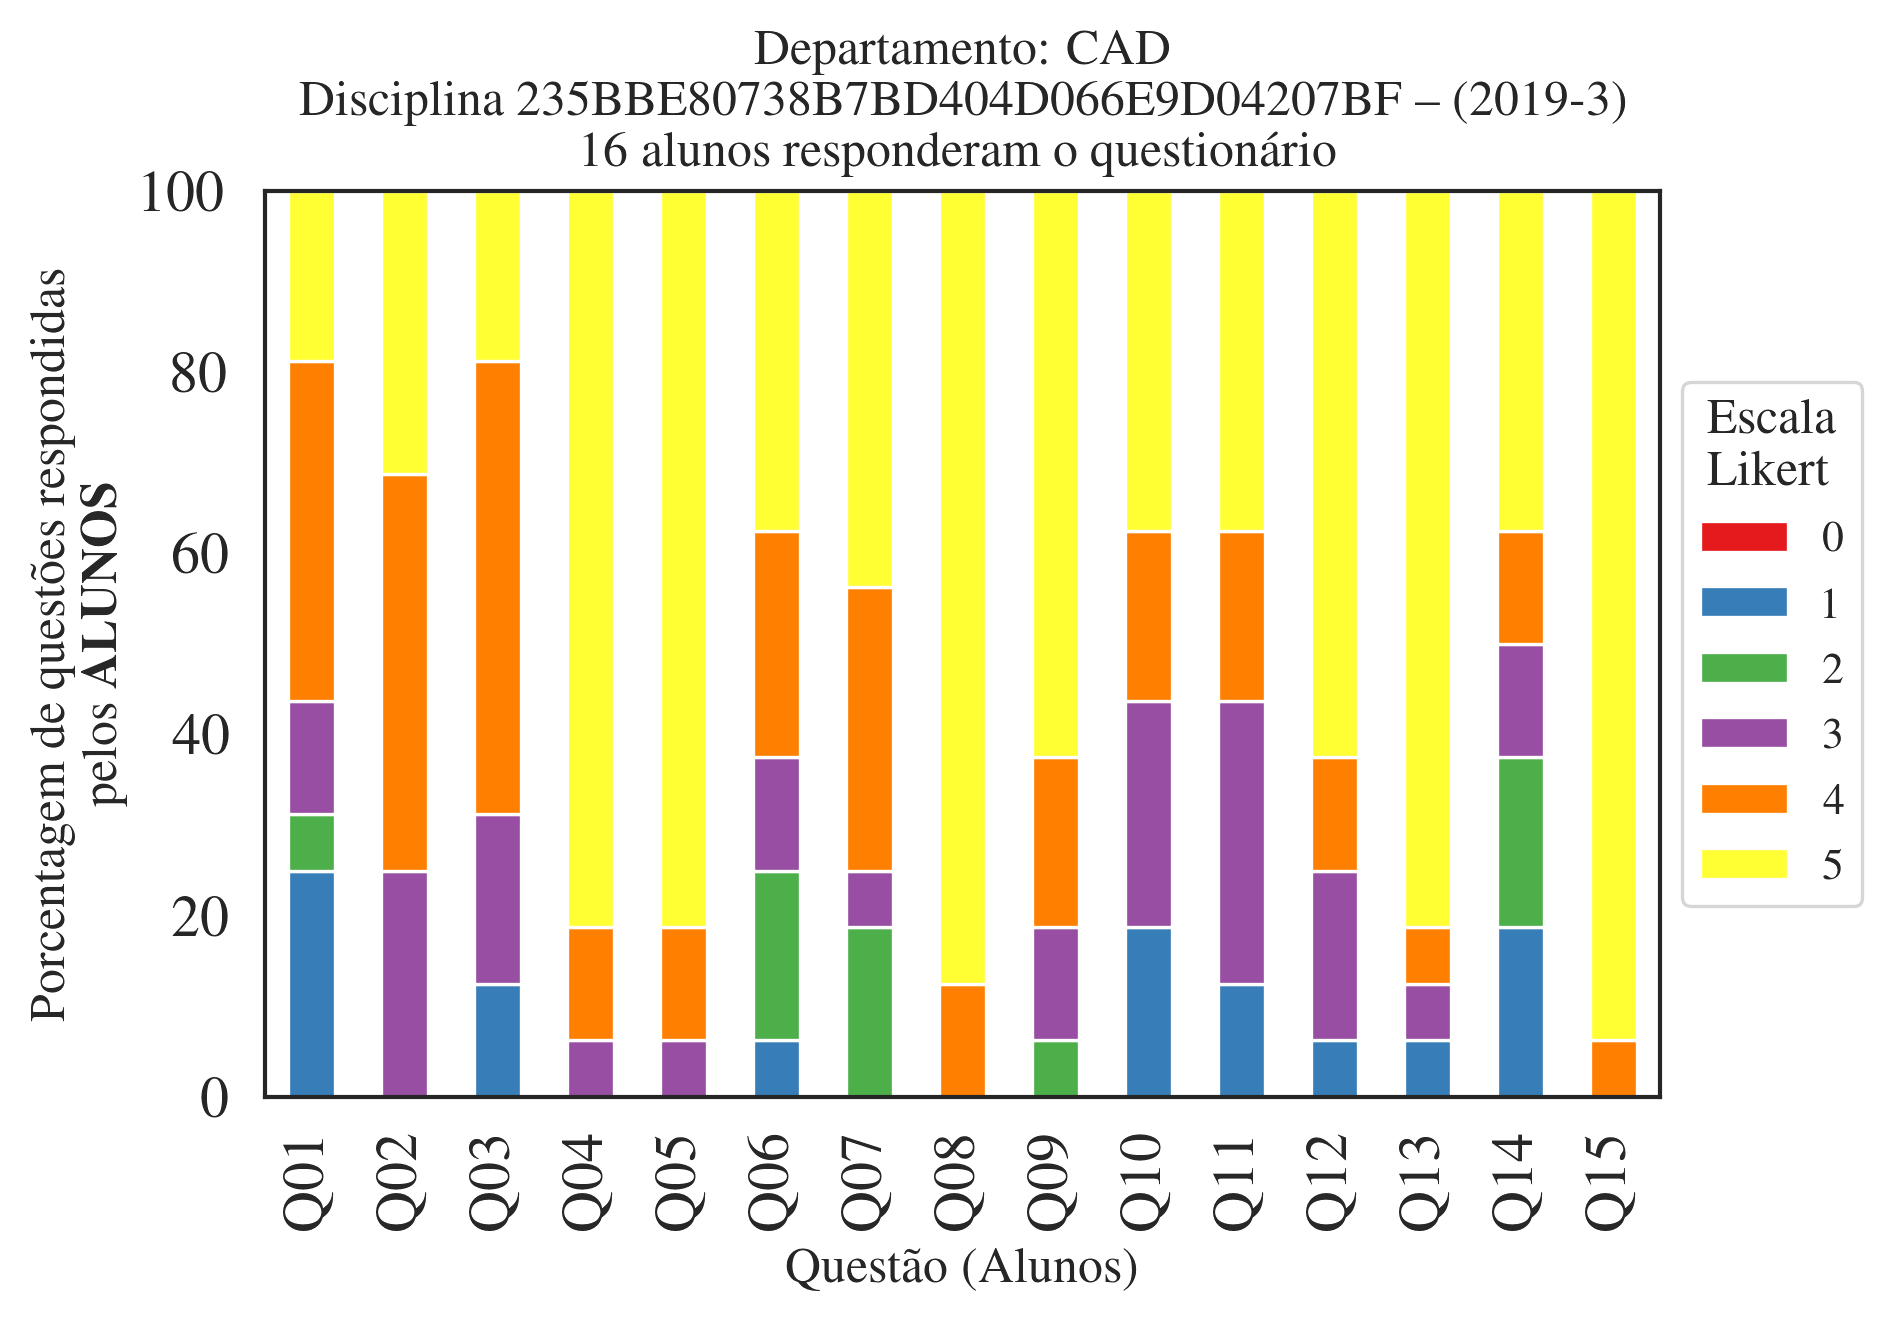 Departamento: CAD
Disciplina 235BBE80738B7BD404D066E9D04207BF – (2019-3)
16 alunos responderam o questionário
100
80
60
40
20
0
Porcentagem de questões respondidas
pelos ALUNOS
Q01
Q02
Q03
Q04
Q05
Q06
Q07
Q08
Q09
Q10
Q11
Q12
Q13
Q14
Q15
Questão (Alunos)
Escala
Likert
0
1
2
3
4
5